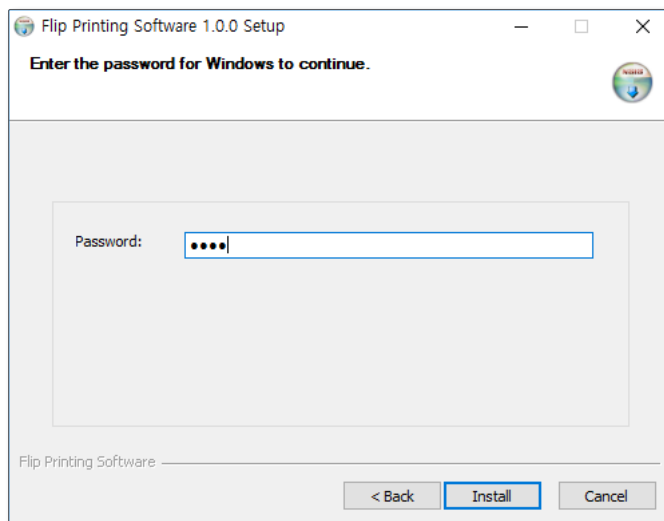 Flip Printing Software 1.0.0 Setup
Enter the password for Windows to continue.
Password: ●●●●
Flip Printing Software
< Back Install Cancel